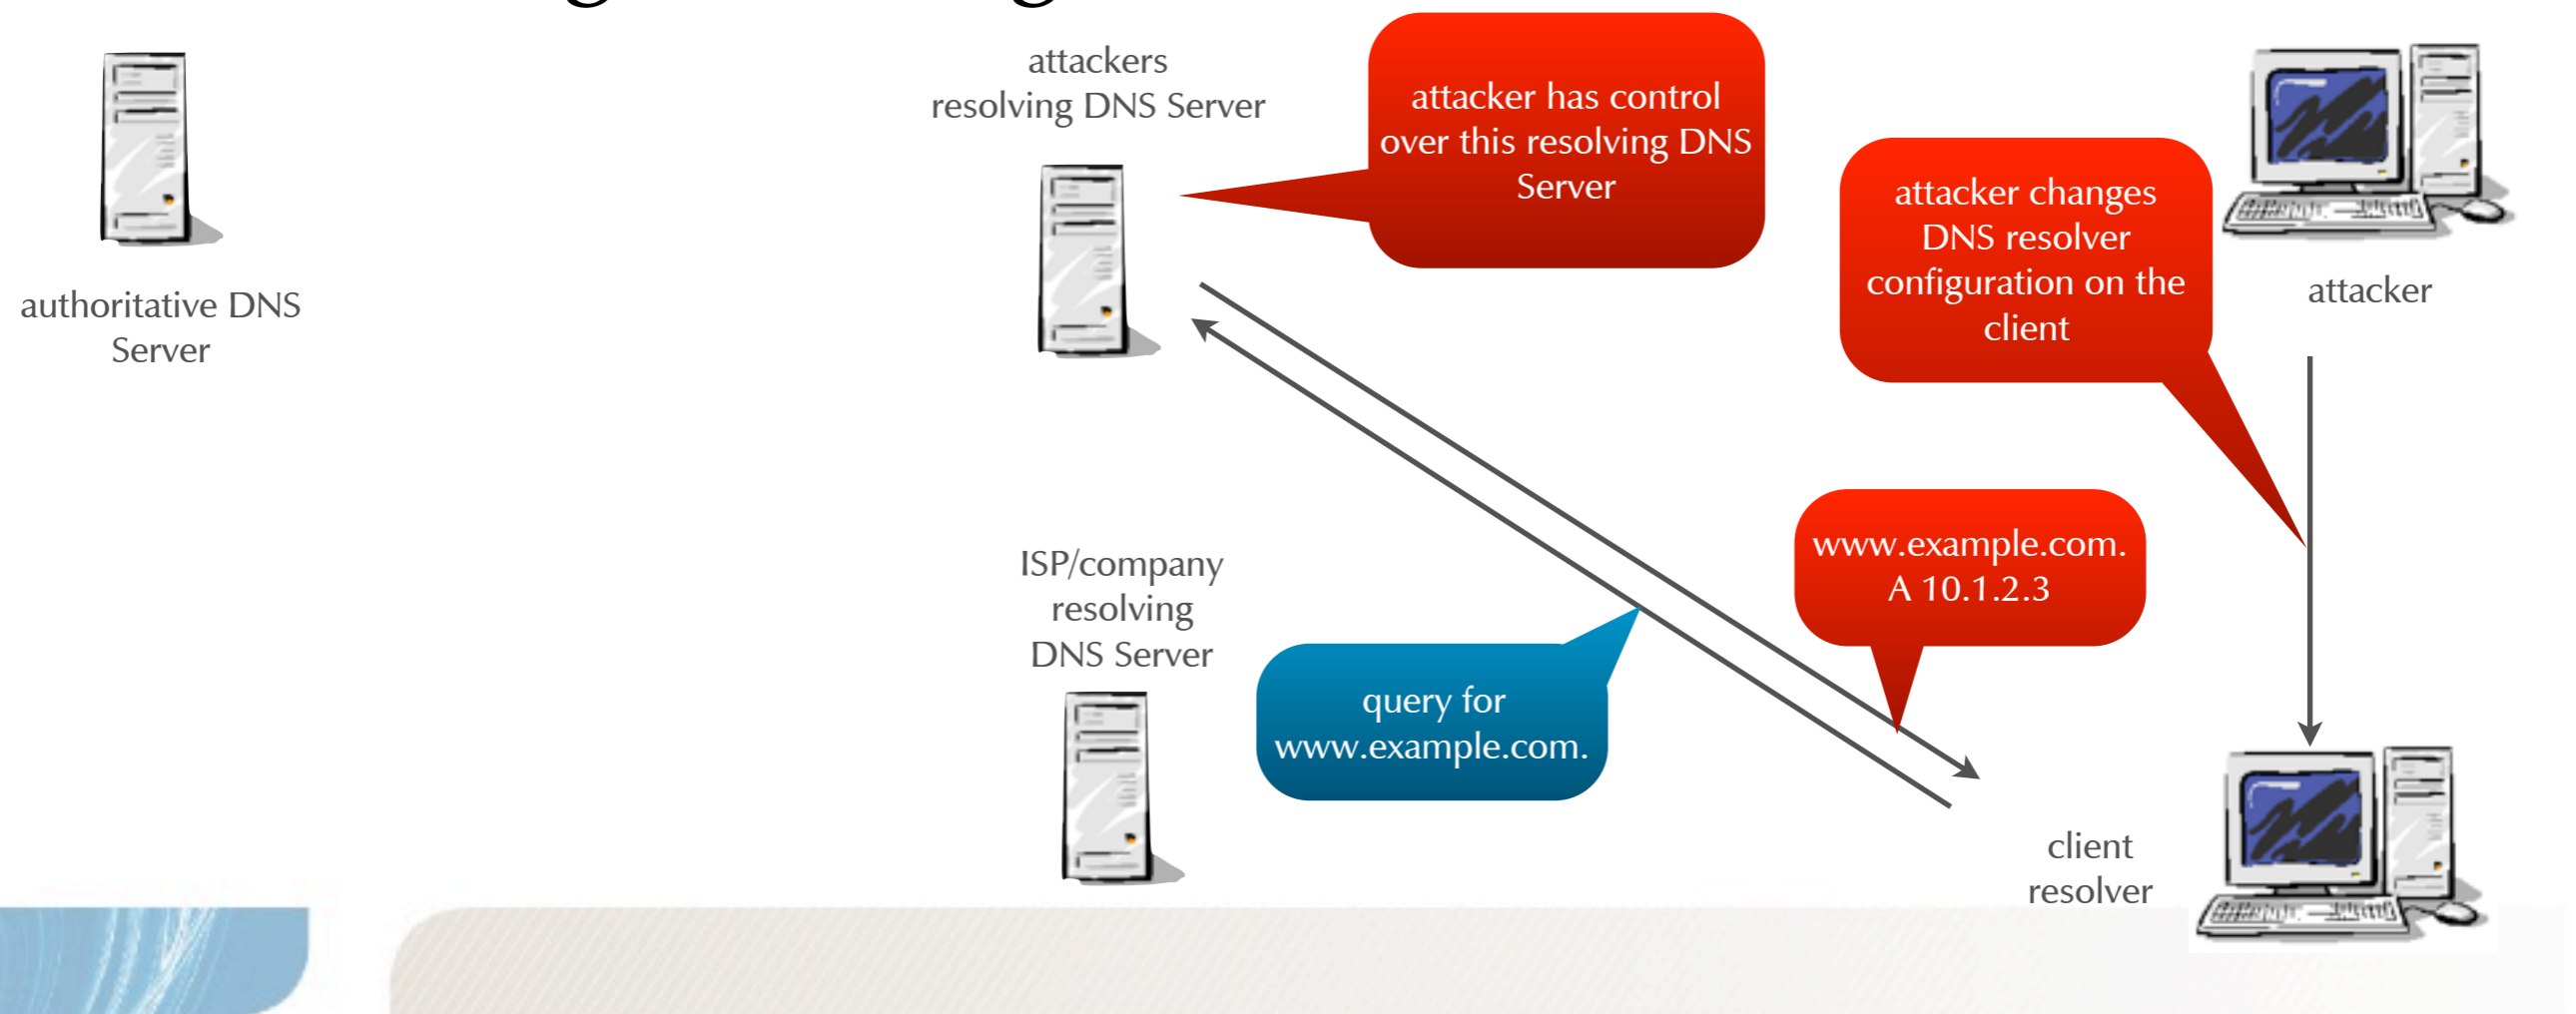 attackers
resolving DNS Server
attacker has control
over this resolving DNS
Server
attacker changes
DNS resolver
configuration on the
client
attacker
authoritative DNS
Server
www.example.com.
A 10.1.2.3
ISP/company
resolving
DNS Server
query for
www.example.com.
client
resolver